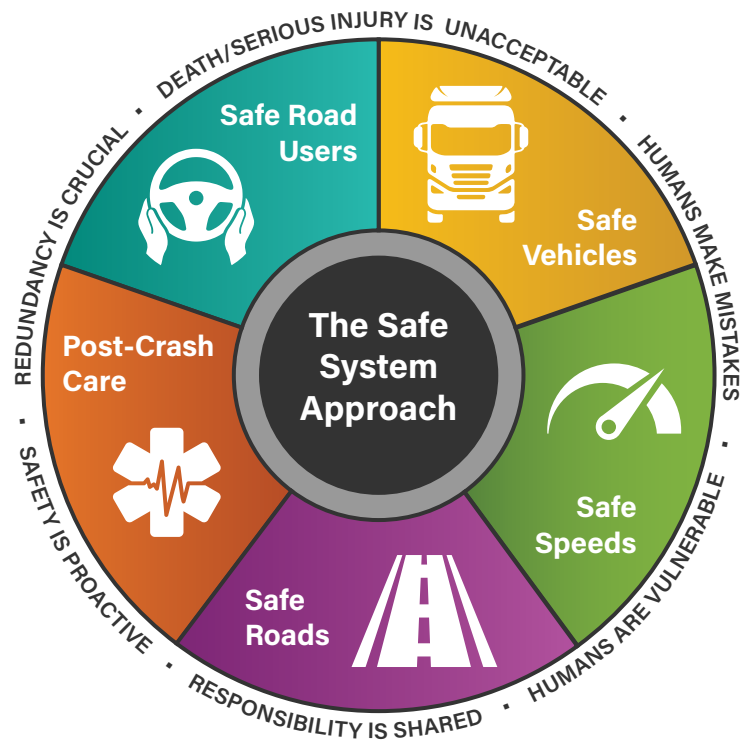 DEATH/SERIOUS INJURY IS UNACCEPTABLE
HUMANS MAKE MISTAKES
HUMANS ARE VULNERABLE
RESPONSIBILITY IS SHARED
SAFETY IS PROACTIVE
REDUNDANCY IS CRUCIAL
The Safe
System
Approach
Safe Road
Users
Safe
Vehicles
Safe
Speeds
Safe
Roads
Post-Crash
Care